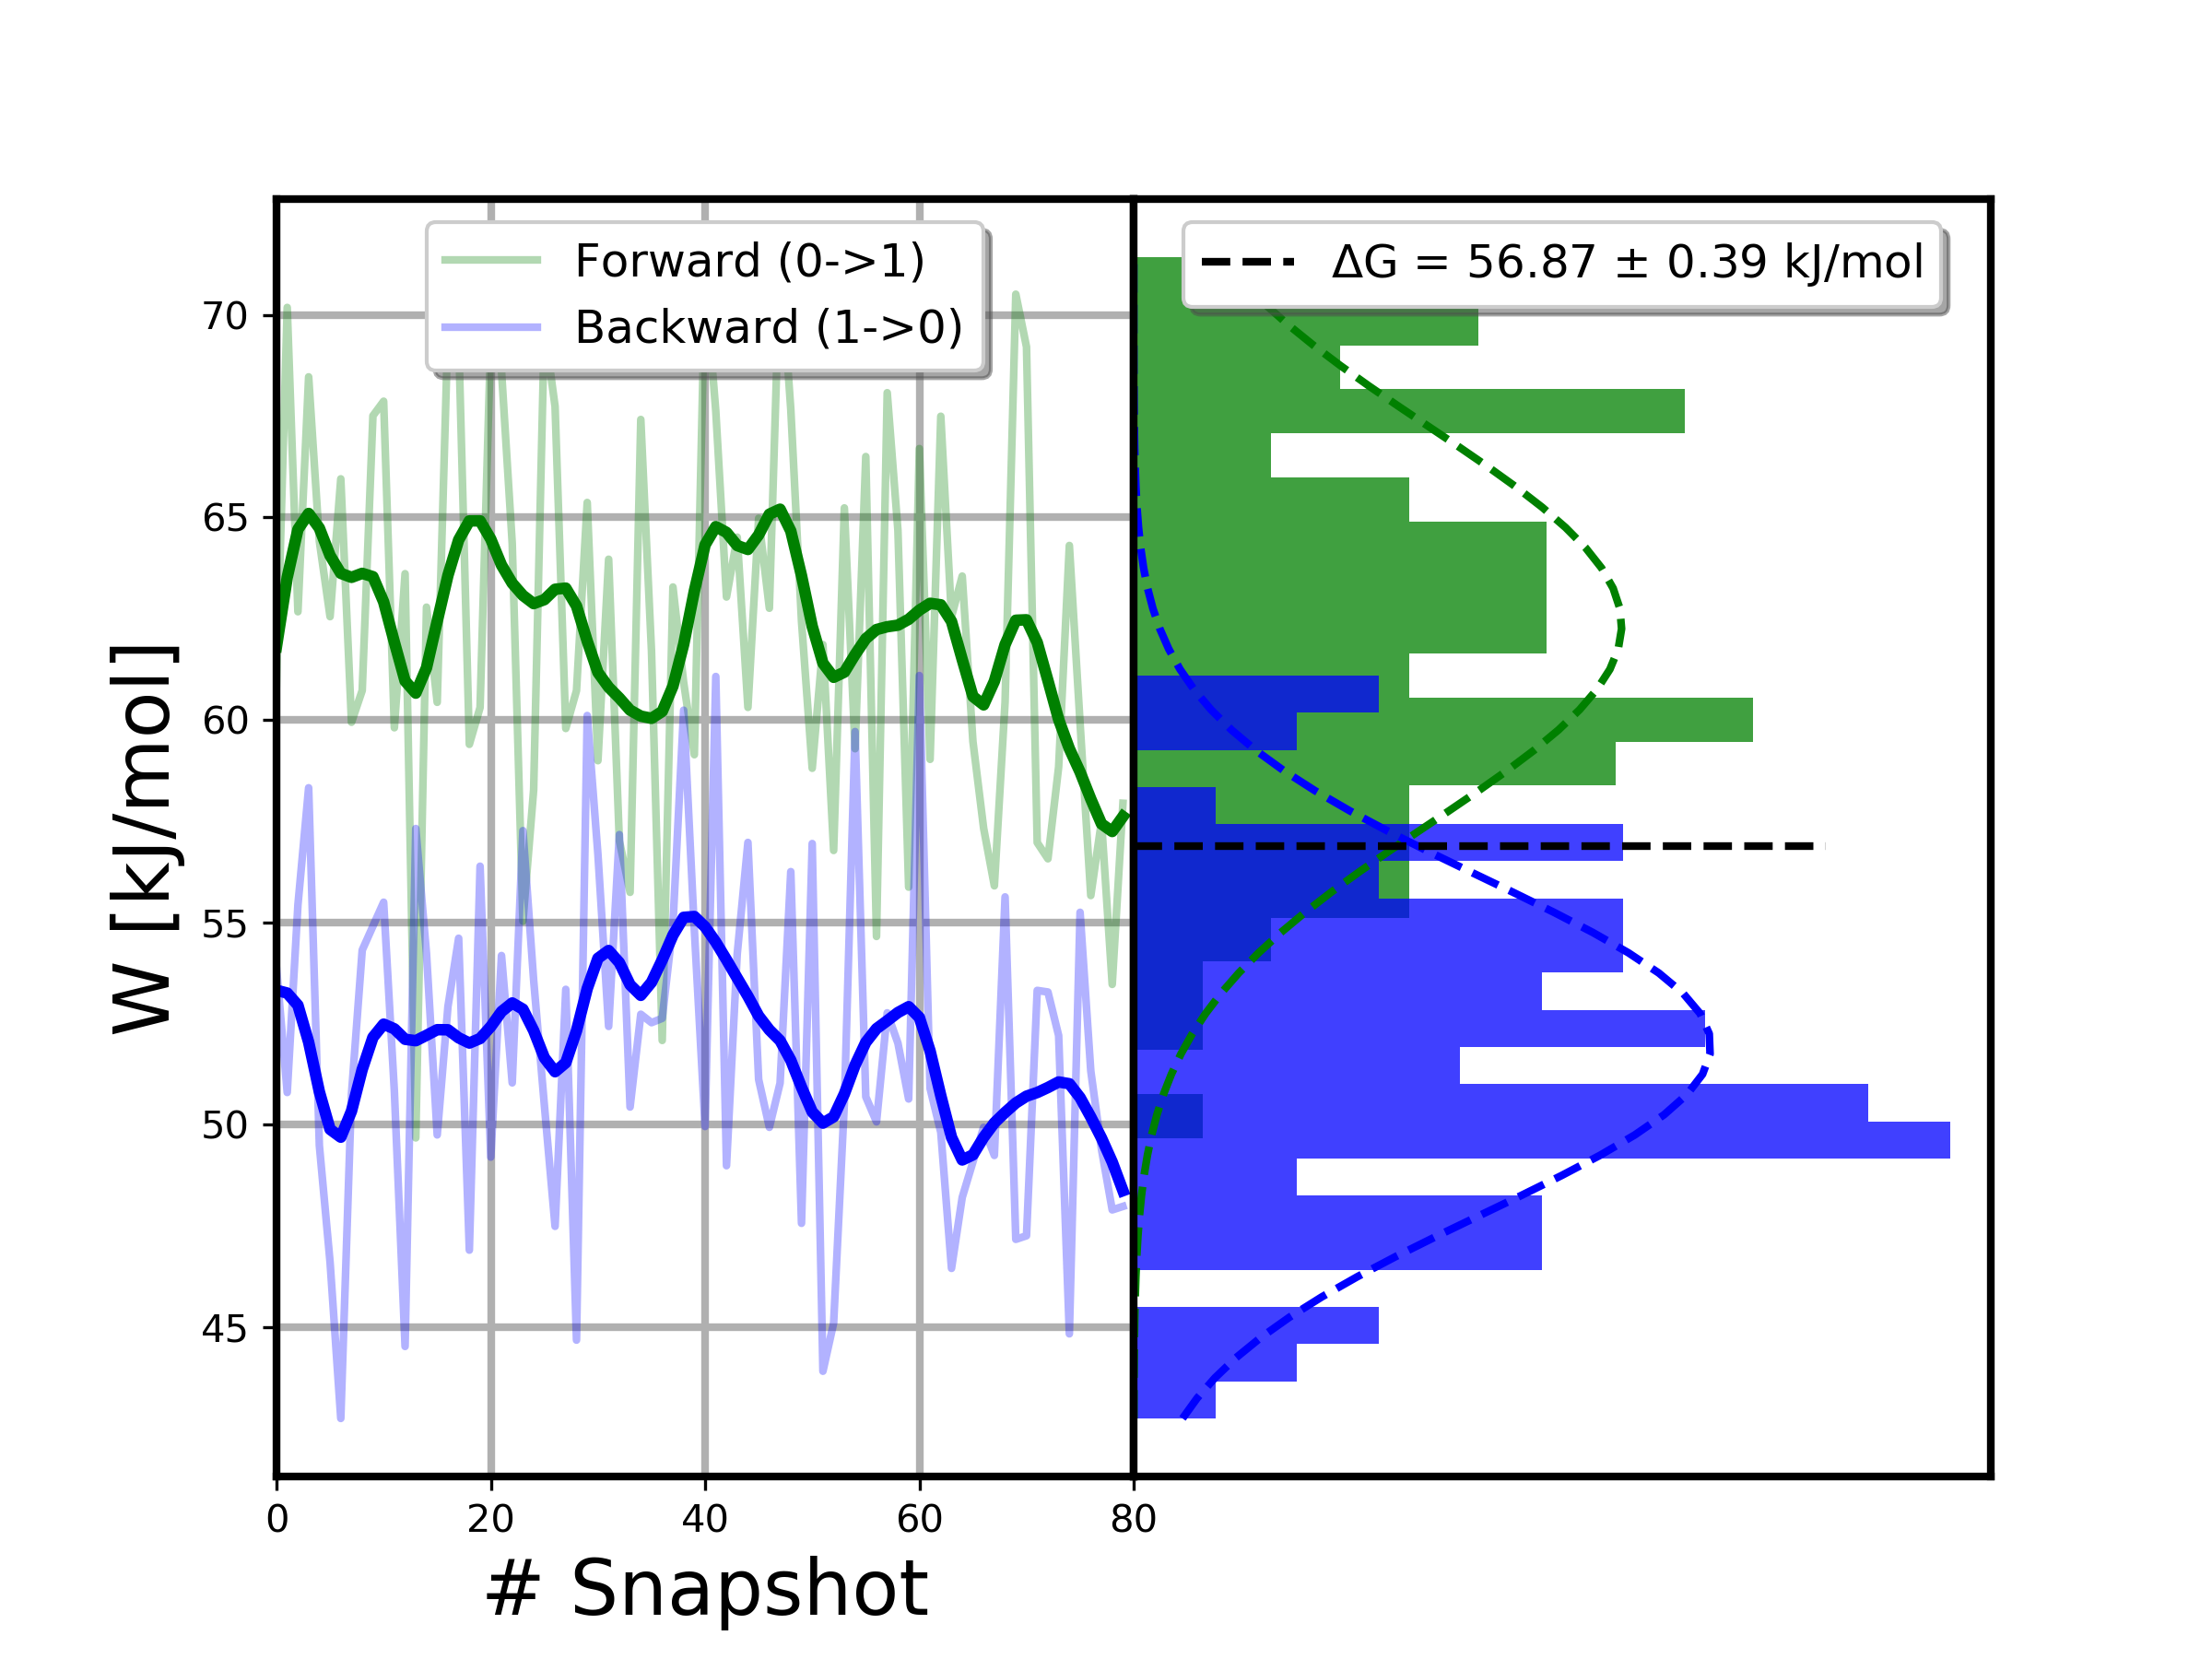 Forward (0->1)
Backward (1->0)
ΔG = 56.87 ± 0.39 kJ/mol
70
65
60
55
50
45
W [kJ/mol]
0
20
40
60
80
# Snapshot